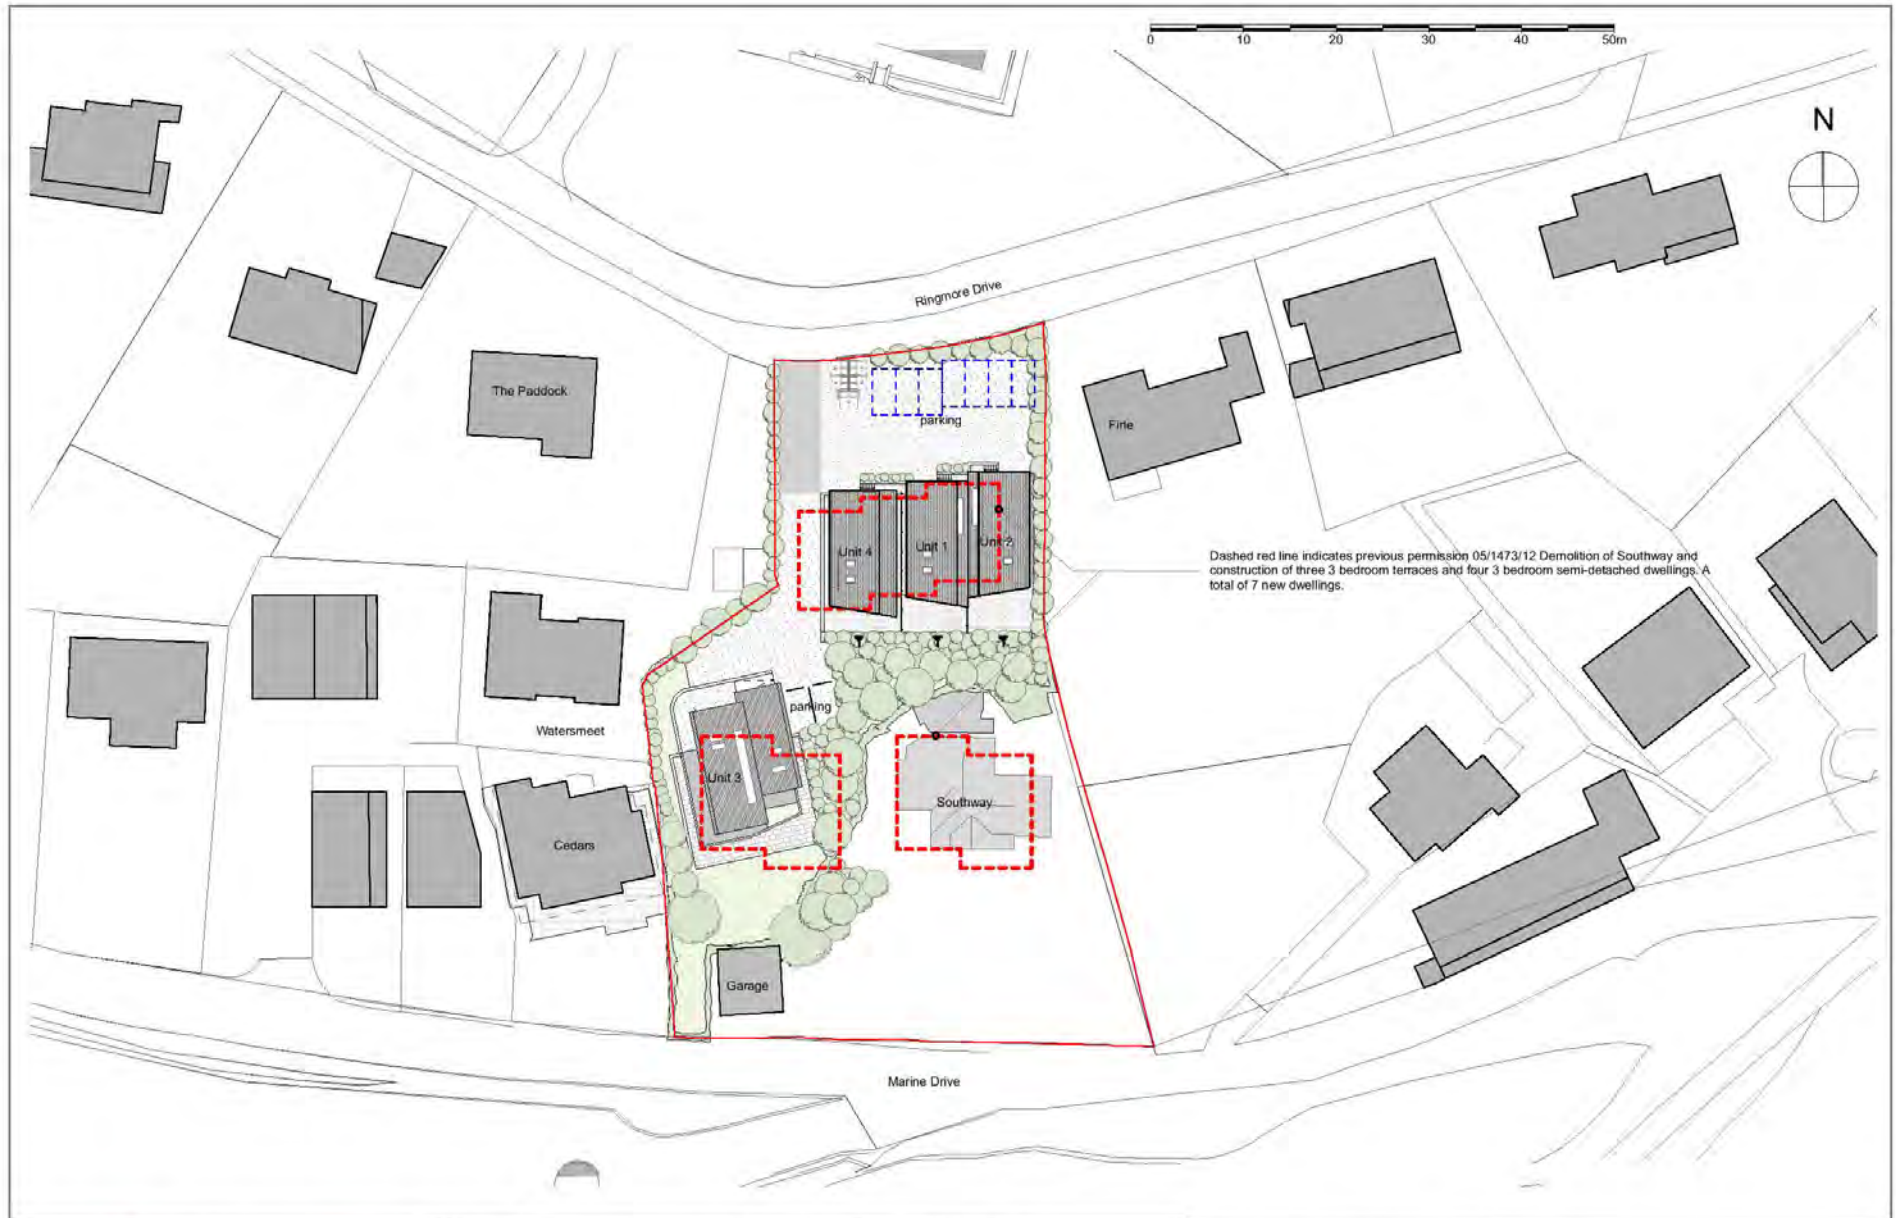 0 10 20 30 40 50m
N
Ringmore Drive
The Paddock
parking
Firle
Unit 4
Unit 1
Unit 2
Dashed red line indicates previous permission 05/1473/12 Demolition of Southway and
construction of three 3 bedroom terraces and four 3 bedroom semi-detached dwellings. A
total of 7 new dwellings.
parking
Watersmeet
Unit 3
Southway
Cedars
Garage
Marine Drive